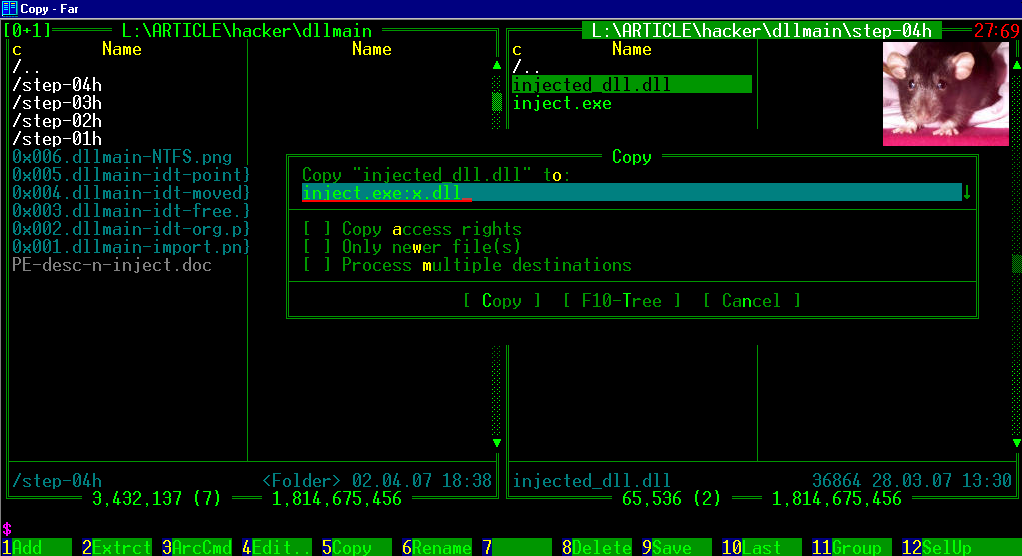 Copy - Far
[0+1] L:\ARTICLE\hacker\dllmain
c Name Name
/..
/step-04h
/step-03h
/step-02h
/step-01h
0x006.dllmain-NTFS.png
0x005.dllmain-idt-point}
0x004.dllmain-idt-moved}
0x003.dllmain-idt-free.}
0x002.dllmain-idt-org.p}
0x001.dllmain-import.pn}
PE-desc-n-inject.doc
/step-04h <Folder> 02.04.07 18:38
3,432,137 (7) 1,814,675,456
L:\ARTICLE\hacker\dllmain\step-04h 27:69
c Name
/..
injected_dll.dll
inject.exe
injected_dll.dll 36864 28.03.07 13:30
65,536 (2) 1,814,675,456
Copy
Copy "injected_dll.dll" to:
inject.exe:x.dll_
[ ] Copy access rights
[ ] Only newer file(s)
[ ] Process multiple destinations
[ Copy ] [ F10-Tree ] [ Cancel ]
$
1Add 2Extrct 3ArcCmd 4Edit.. 5Copy 6Rename 7 8Delete 9Save 10Last 11Group 12SelUp